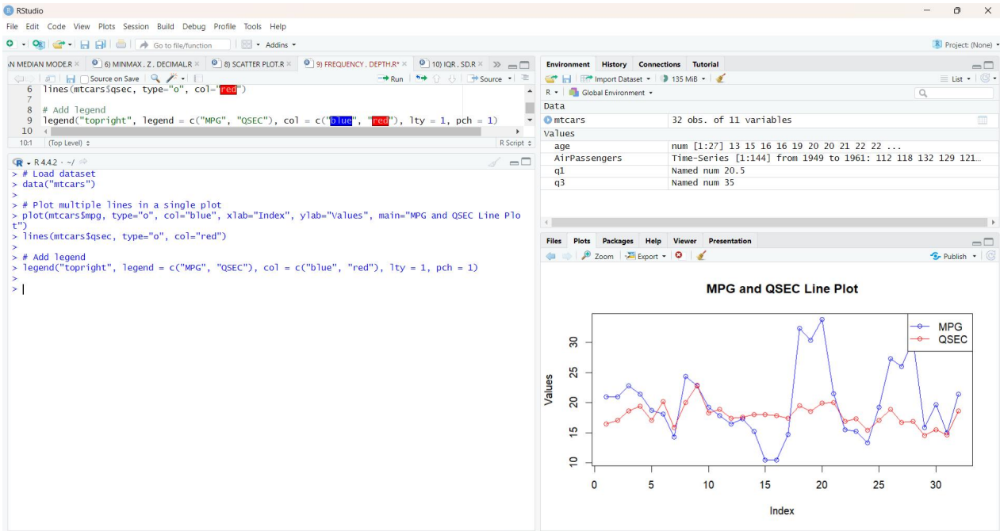 RStudio
File Edit Code View Plots Session Build Debug Profile Tools Help
Go to file/function
Addins
Project: (None)
AN MEDIAN MODE.R
6) MINMAX , Z , DECIMAL.R
8) SCATTER PLOT.R
9) FREQUENCY , DEPTH.R*
10) IQR , SD.R
Source on Save
Run
Source
6 lines(mtcars$qsec, type="o", col="red")
7
8 # Add legend
9 legend("topright", legend = c("MPG", "QSEC"), col = c("blue", "red"), lty = 1, pch = 1)
10
10:1 (Top Level) R Script
R 4.4.2 · ~/
> # Load dataset
> data("mtcars")
>
> # Plot multiple lines in a single plot
> plot(mtcars$mpg, type="o", col="blue", xlab="Index", ylab="Values", main="MPG and QSEC Line Plo
t")
> lines(mtcars$qsec, type="o", col="red")
>
> # Add legend
> legend("topright", legend = c("MPG", "QSEC"), col = c("blue", "red"), lty = 1, pch = 1)
>
>
Environment History Connections Tutorial
Import Dataset 135 MiB List
R Global Environment
Data
mtcars 32 obs. of 11 variables
Values
age num [1:27] 13 15 16 16 19 20 20 21 22 22 ...
AirPassengers Time-Series [1:144] from 1949 to 1961: 112 118 132 129 121…
q1 Named num 20.5
q3 Named num 35
Files Plots Packages Help Viewer Presentation
Zoom Export Publish
MPG and QSEC Line Plot
MPG
QSEC
30
25
20
15
10
Values
0 5 10 15 20 25 30
Index